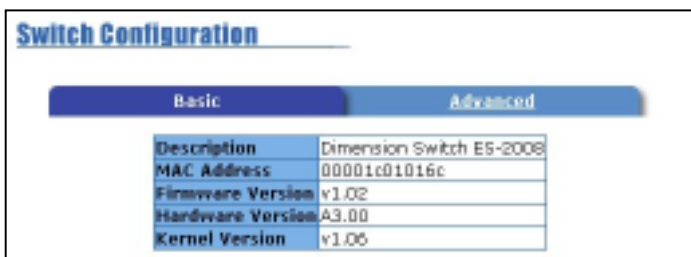 Switch Configuration
Basic Advanced
Description Dimension Switch ES-2008
MAC Address 00001c01016c
Firmware Version v1.02
Hardware Version A3.00
Kernel Version v1.06